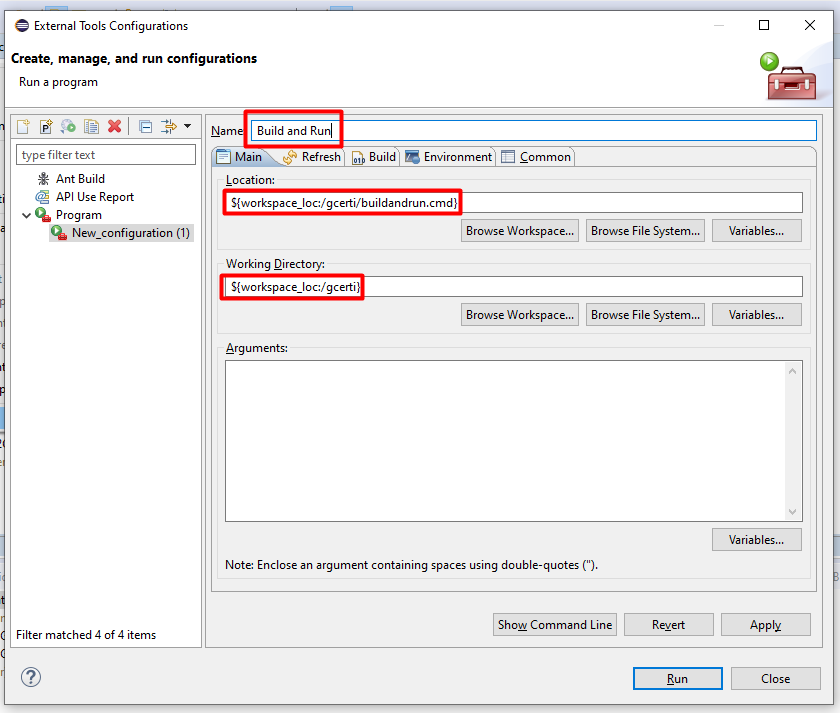 External Tools Configurations
Create, manage, and run configurations
Run a program
Name: Build and Run
type filter text
Ant Build
API Use Report
Program
New_configuration (1)
Filter matched 4 of 4 items
Main Refresh Build Environment Common
Location:
${workspace_loc:/gcerti/buildandrun.cmd}
Browse Workspace... Browse File System... Variables...
Working Directory:
${workspace_loc:/gcerti}
Browse Workspace... Browse File System... Variables...
Arguments:
Variables...
Note: Enclose an argument containing spaces using double-quotes (").
Show Command Line Revert Apply
Run Close